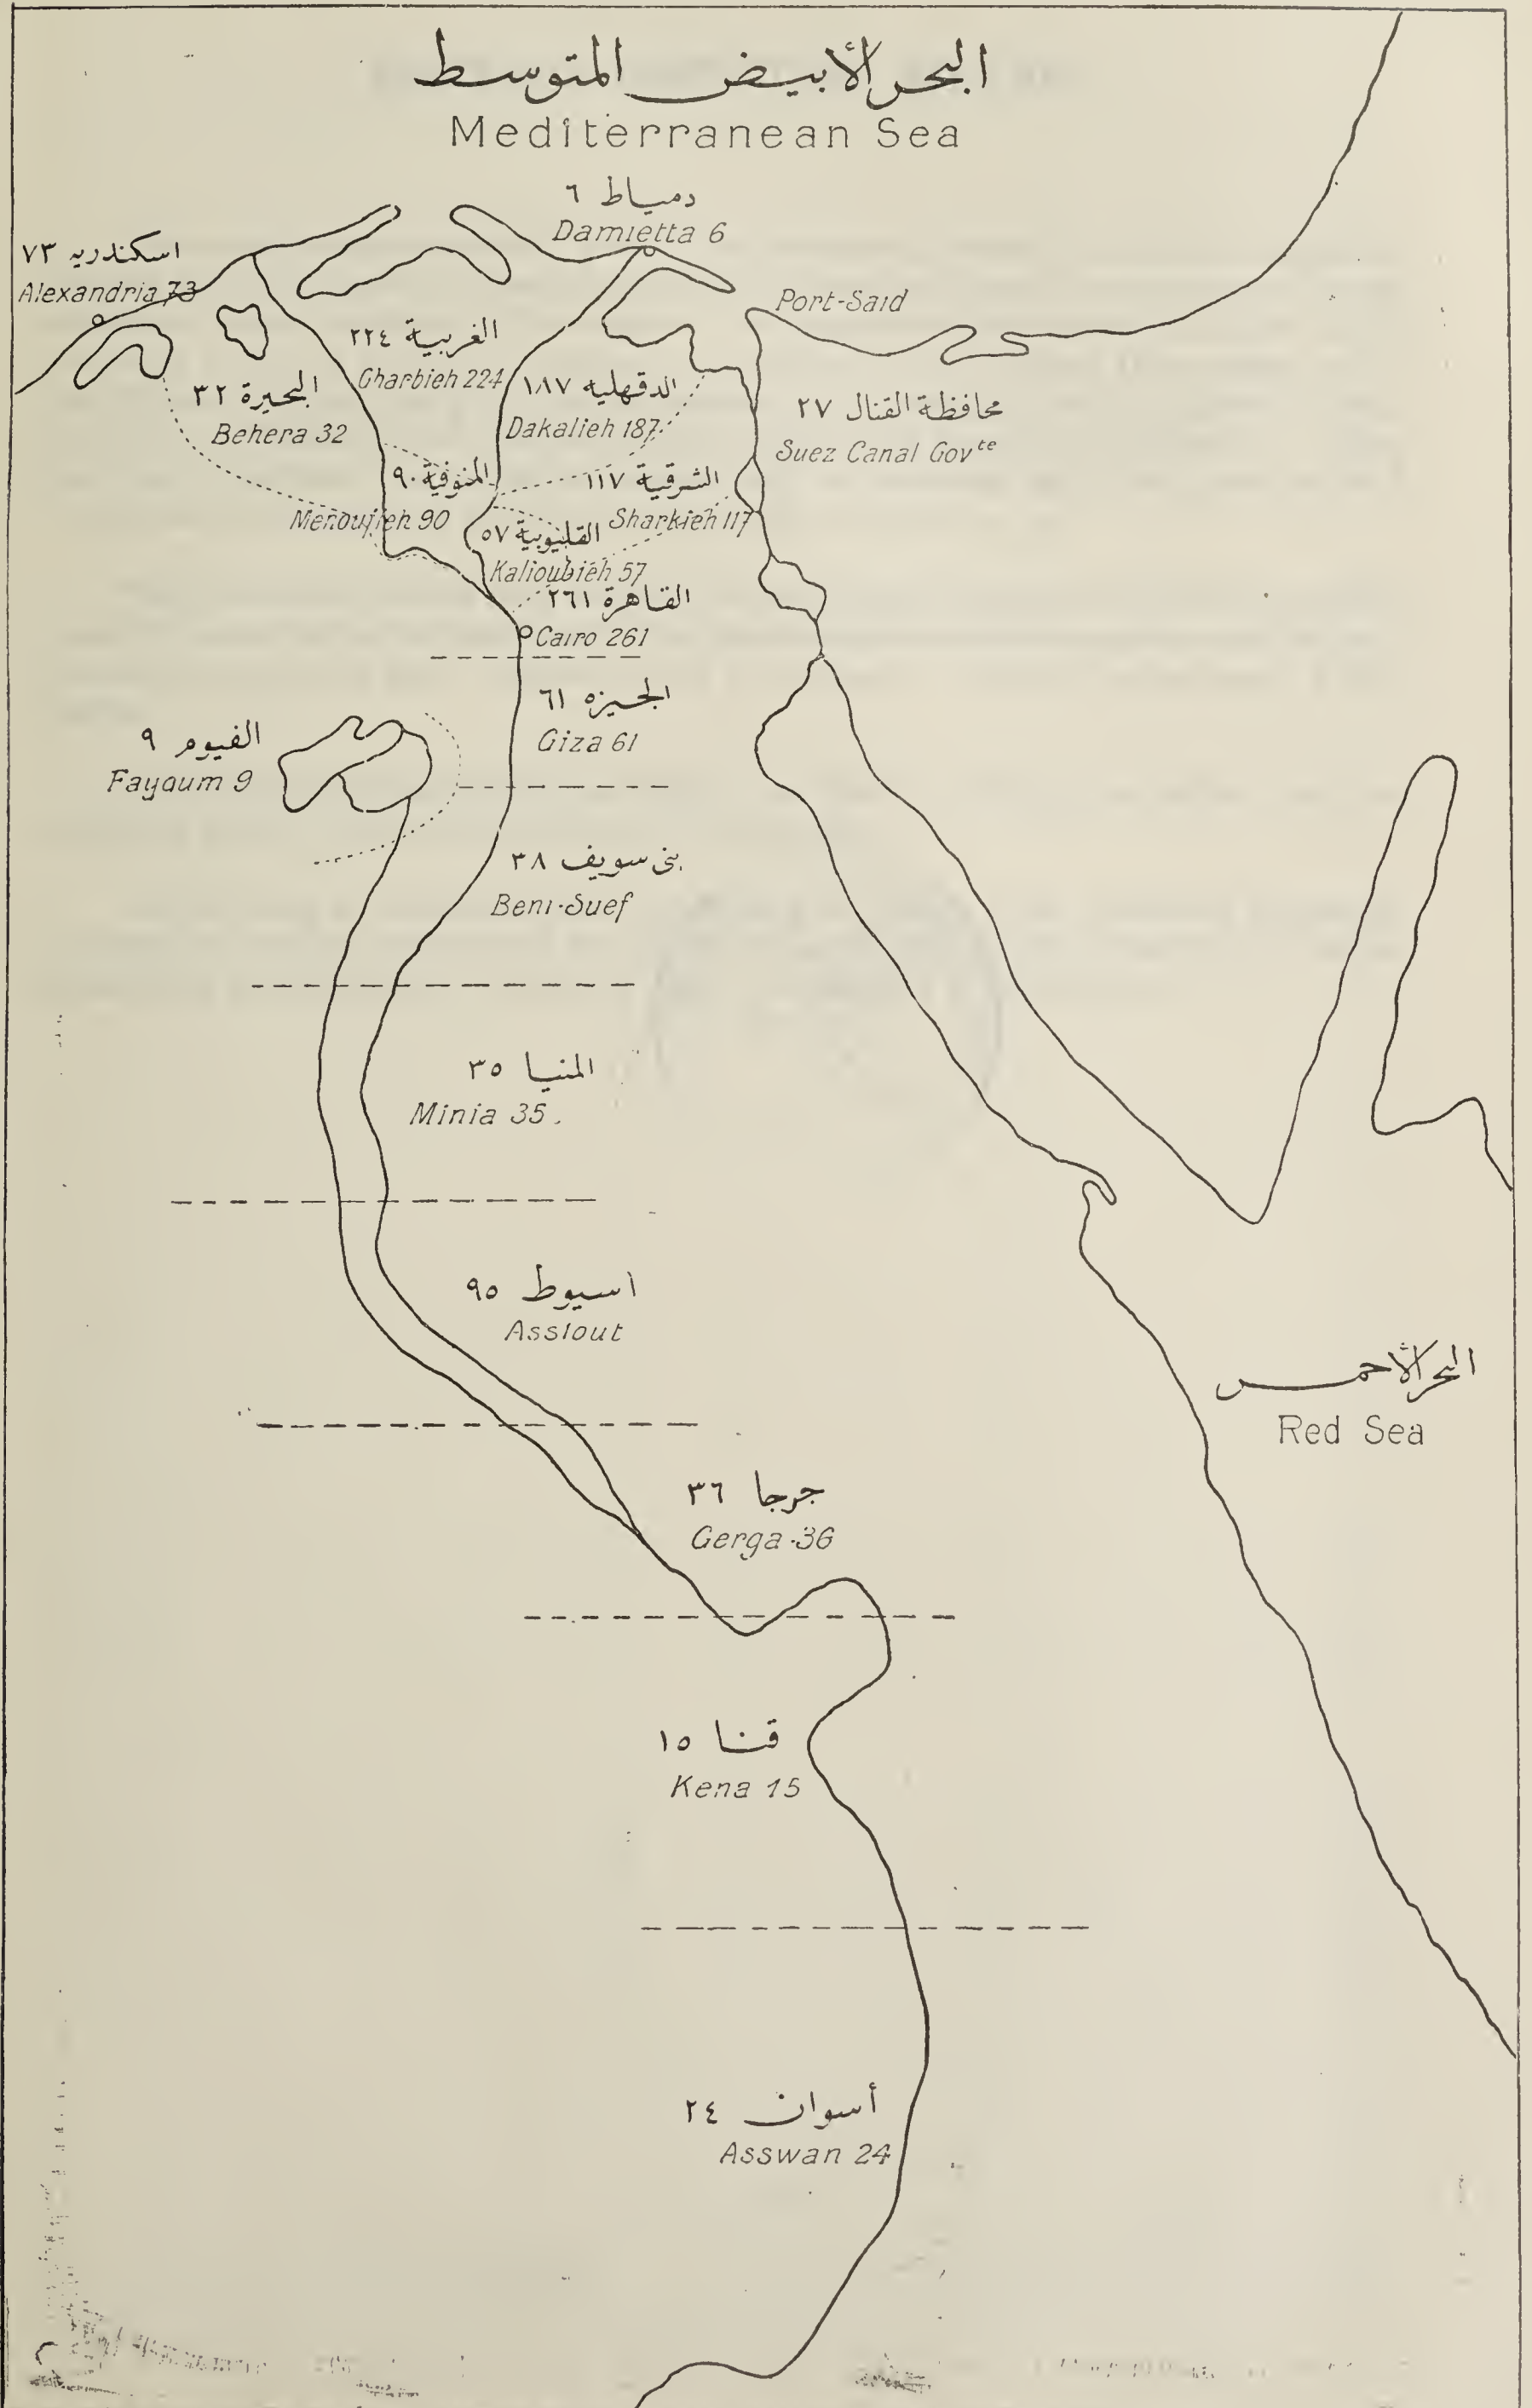 البحر الأبيض المتوسط
Mediterranean Sea
دمياط ٦
Damietta 6
اسكندريه ٧٣
Alexandria 73
Port-Said
الغربية ٢٢٤
Gharbieh 224
الدقهليه ١٨٧
Dakalieh 187
البحيرة ٣٢
Behera 32
محافظة القنال ٢٧
Suez Canal Govte
المنوفية ٩٠
Menoufieh 90
الشرقية ١١٧
Sharkieh 117
القليوبية ٥٧
Kalioubieh 57
القاهرة ٢٦١
Cairo 261
الجيزه ٦١
Giza 61
الفيوم ٩
Fayoum 9
بنى سويف ٣٨
Beni-Suef
المنيا ٣٥
Minia 35
اسيوط ٩٥
Assiout
البحر الأحمر
Red Sea
جرجا ٣٦
Gerga 36
قنا ١٥
Kena 15
أسوان ٢٤
Asswan 24